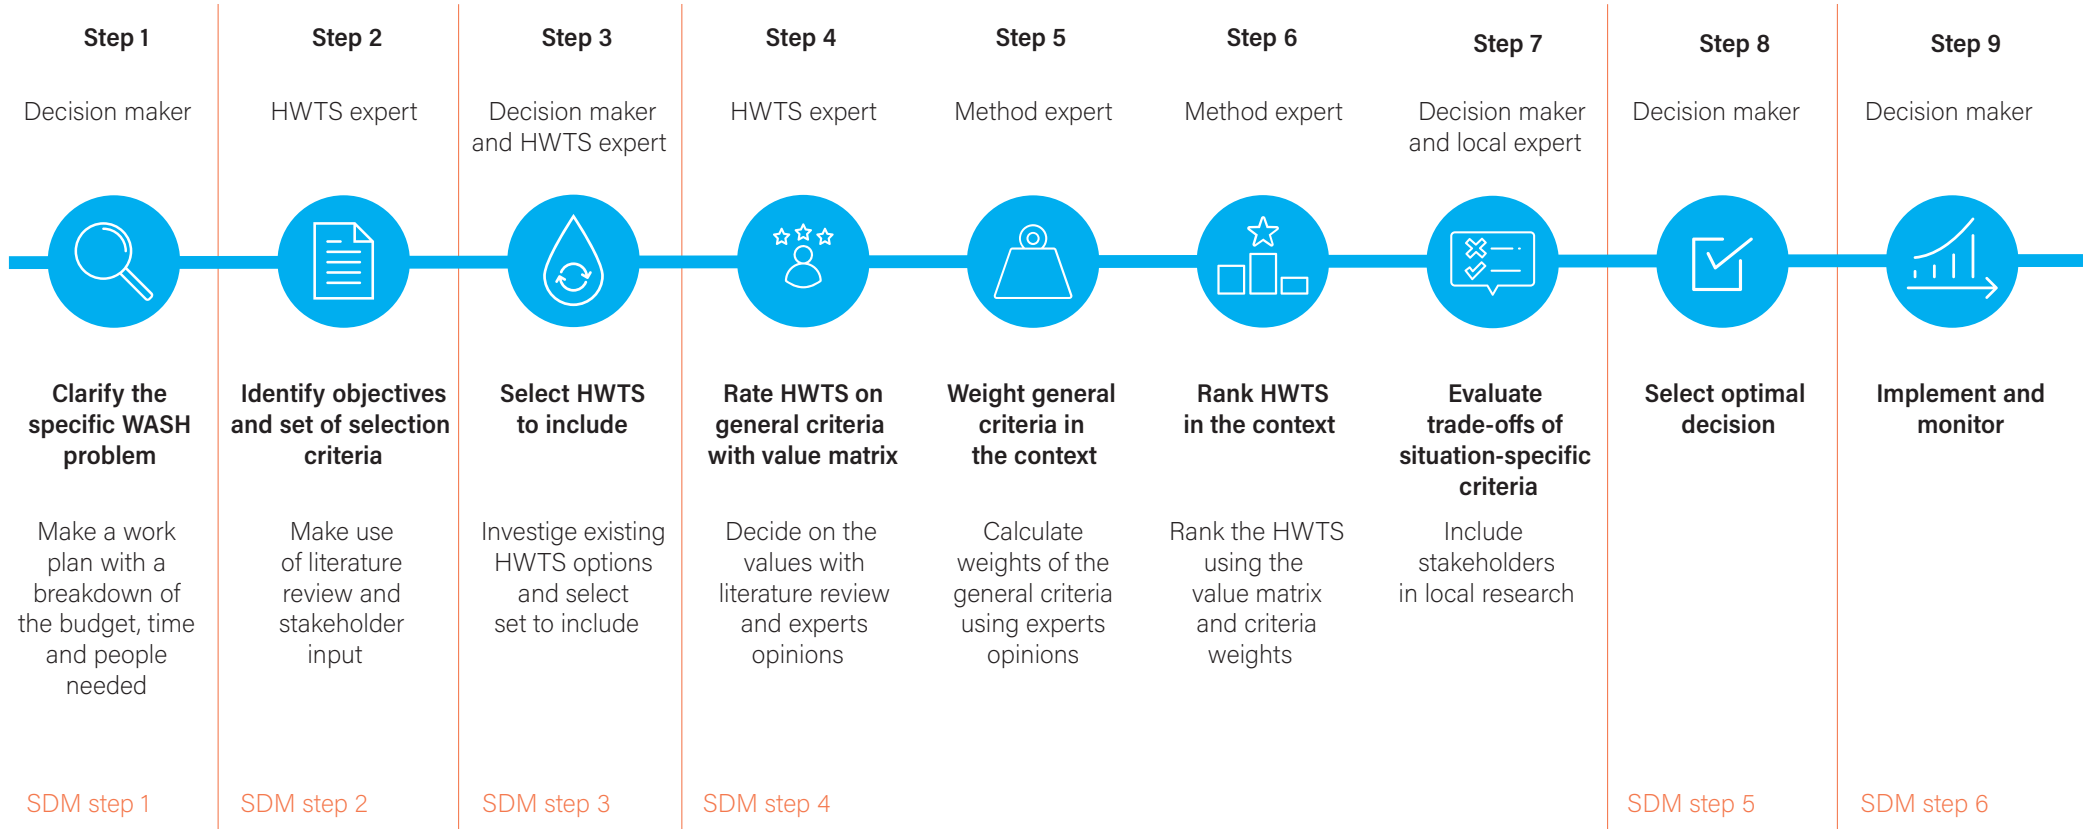 Step 1
Decision maker
Clarify the
specific WASH
problem
Make a work
plan with a
breakdown of
the budget, time
and people
needed
SDM step 1
Step 2
HWTS expert
Identify objectives
and set of selection
criteria
Make use
of literature
review and
stakeholder
input
SDM step 2
Step 3
Decision maker
and HWTS expert
Select HWTS
to include
Investige existing
HWTS options
and select
set to include
SDM step 3
Step 4
HWTS expert
Rate HWTS on
general criteria
with value matrix
Decide on the
values with
literature review
and experts
opinions
SDM step 4
Step 5
Method expert
Weight general
criteria in
the context
Calculate
weights of the
general criteria
using experts
opinions
Step 6
Method expert
Rank HWTS
in the context
Rank the HWTS
using the
value matrix
and criteria
weights
Step 7
Decision maker
and local expert
Evaluate
trade-offs of
situation-specific
criteria
Include
stakeholders
in local research
Step 8
Decision maker
Select optimal
decision
SDM step 5
Step 9
Decision maker
Implement and
monitor
SDM step 6